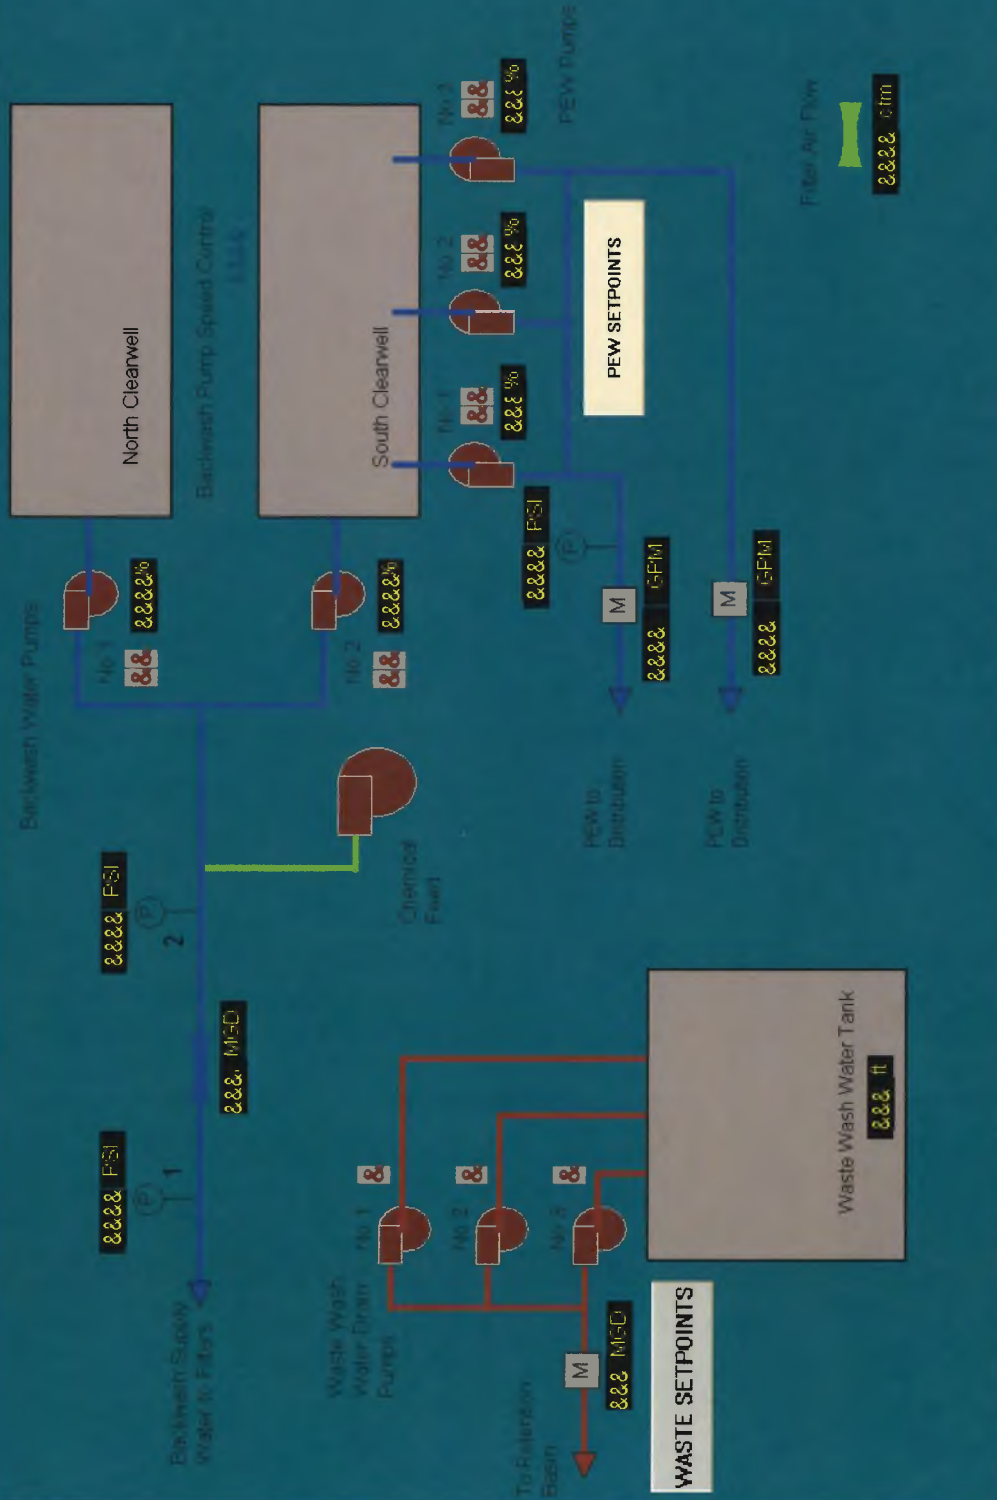 Backwash Supply
Water to Filters
&&&& PSI
P
1
&&&. MGD
&&&& PSI
P
2
Backwash Water Pumps
No 1
&&
&&&&%
North Clearwell
Backwash Pump Speed Control
No 2
&&
&&&&%
South Clearwell
Chemical
Feed
No 1
&&
&&&%
No 2
&&
&&&%
&&
&&&%
PEW Pumps
&&&& PSI
P
PEW SETPOINTS
M
&&&& GPM
PEW to
Distribution
M
&&&& GPM
PEW to
Distribution
Filter Air Flow
&&&& cfm
Waste Wash
Water Drain
Pumps
No 1
&
No 2
&
No 3
&
To Retention
Basin
M
&&& MGD
Waste Wash Water Tank
&&& ft
WASTE SETPOINTS